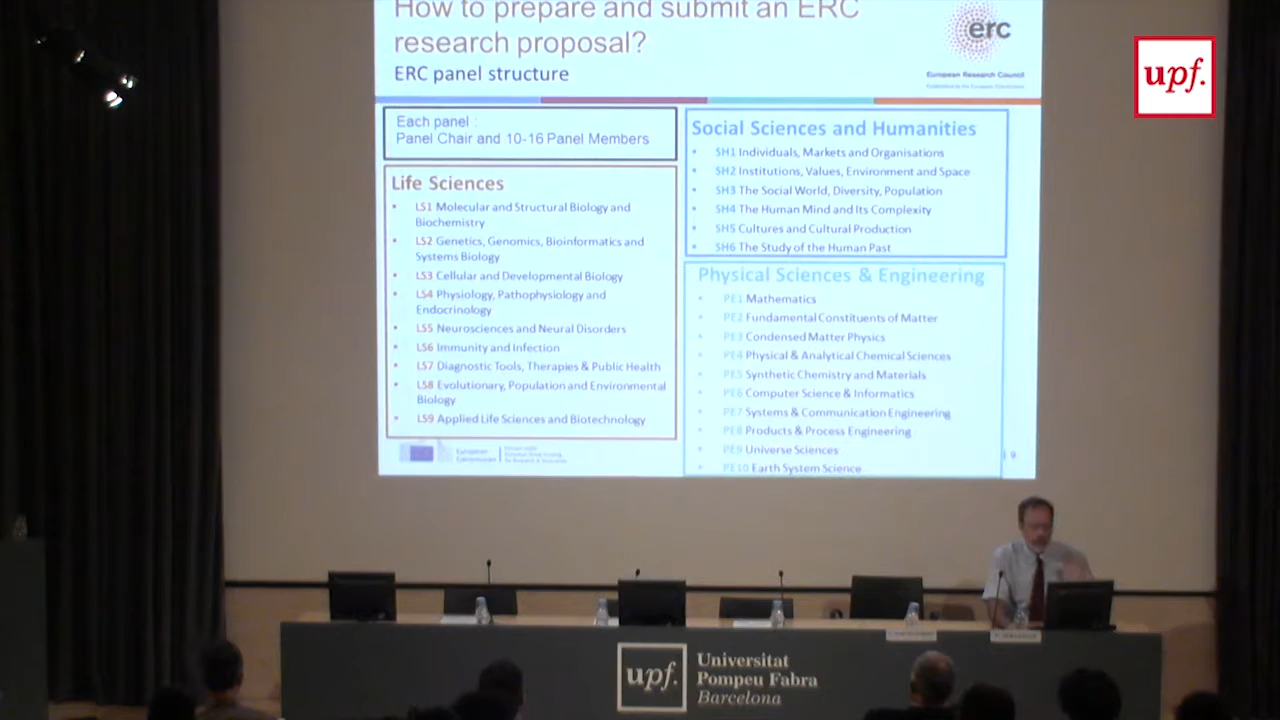 How to prepare and submit an ERC
research proposal?
ERC panel structure
erc
European Research Council
upf.
Each panel :
Panel Chair and 10-16 Panel Members
Life Sciences
• LS1 Molecular and Structural Biology and
Biochemistry
• LS2 Genetics, Genomics, Bioinformatics and
Systems Biology
• LS3 Cellular and Developmental Biology
• LS4 Physiology, Pathophysiology and
Endocrinology
• LS5 Neurosciences and Neural Disorders
• LS6 Immunity and Infection
• LS7 Diagnostic Tools, Therapies & Public Health
• LS8 Evolutionary, Population and Environmental
Biology
• LS9 Applied Life Sciences and Biotechnology
Social Sciences and Humanities
• SH1 Individuals, Markets and Organisations
• SH2 Institutions, Values, Environment and Space
• SH3 The Social World, Diversity, Population
• SH4 The Human Mind and Its Complexity
• SH5 Cultures and Cultural Production
• SH6 The Study of the Human Past
Physical Sciences & Engineering
• PE1 Mathematics
• PE2 Fundamental Constituents of Matter
• PE3 Condensed Matter Physics
• PE4 Physical & Analytical Chemical Sciences
• PE5 Synthetic Chemistry and Materials
• PE6 Computer Science & Informatics
• PE7 Systems & Communication Engineering
• PE8 Products & Process Engineering
• PE9 Universe Sciences
• PE10 Earth System Science
European
Commission
| 9
upf.
Universitat
Pompeu Fabra
Barcelona